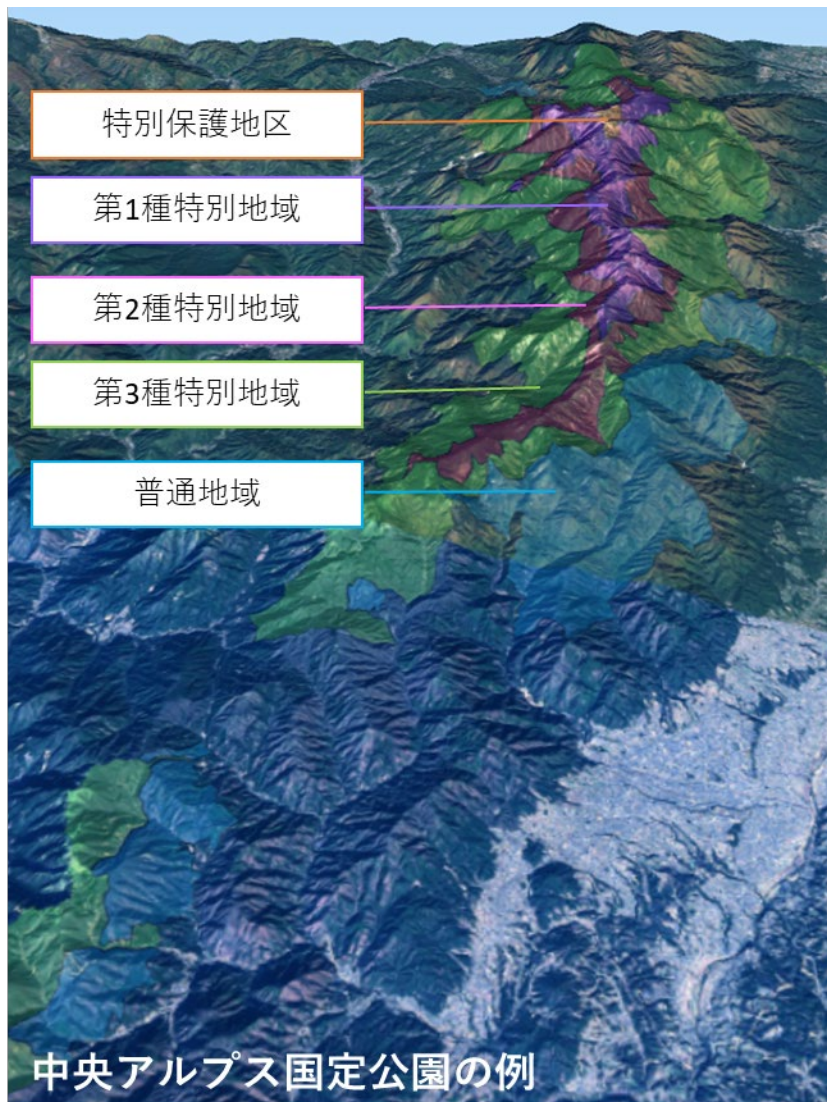 特別保護地区
第1種特別地域
第2種特別地域
第3種特別地域
普通地域
中央アルプス国定公園の例